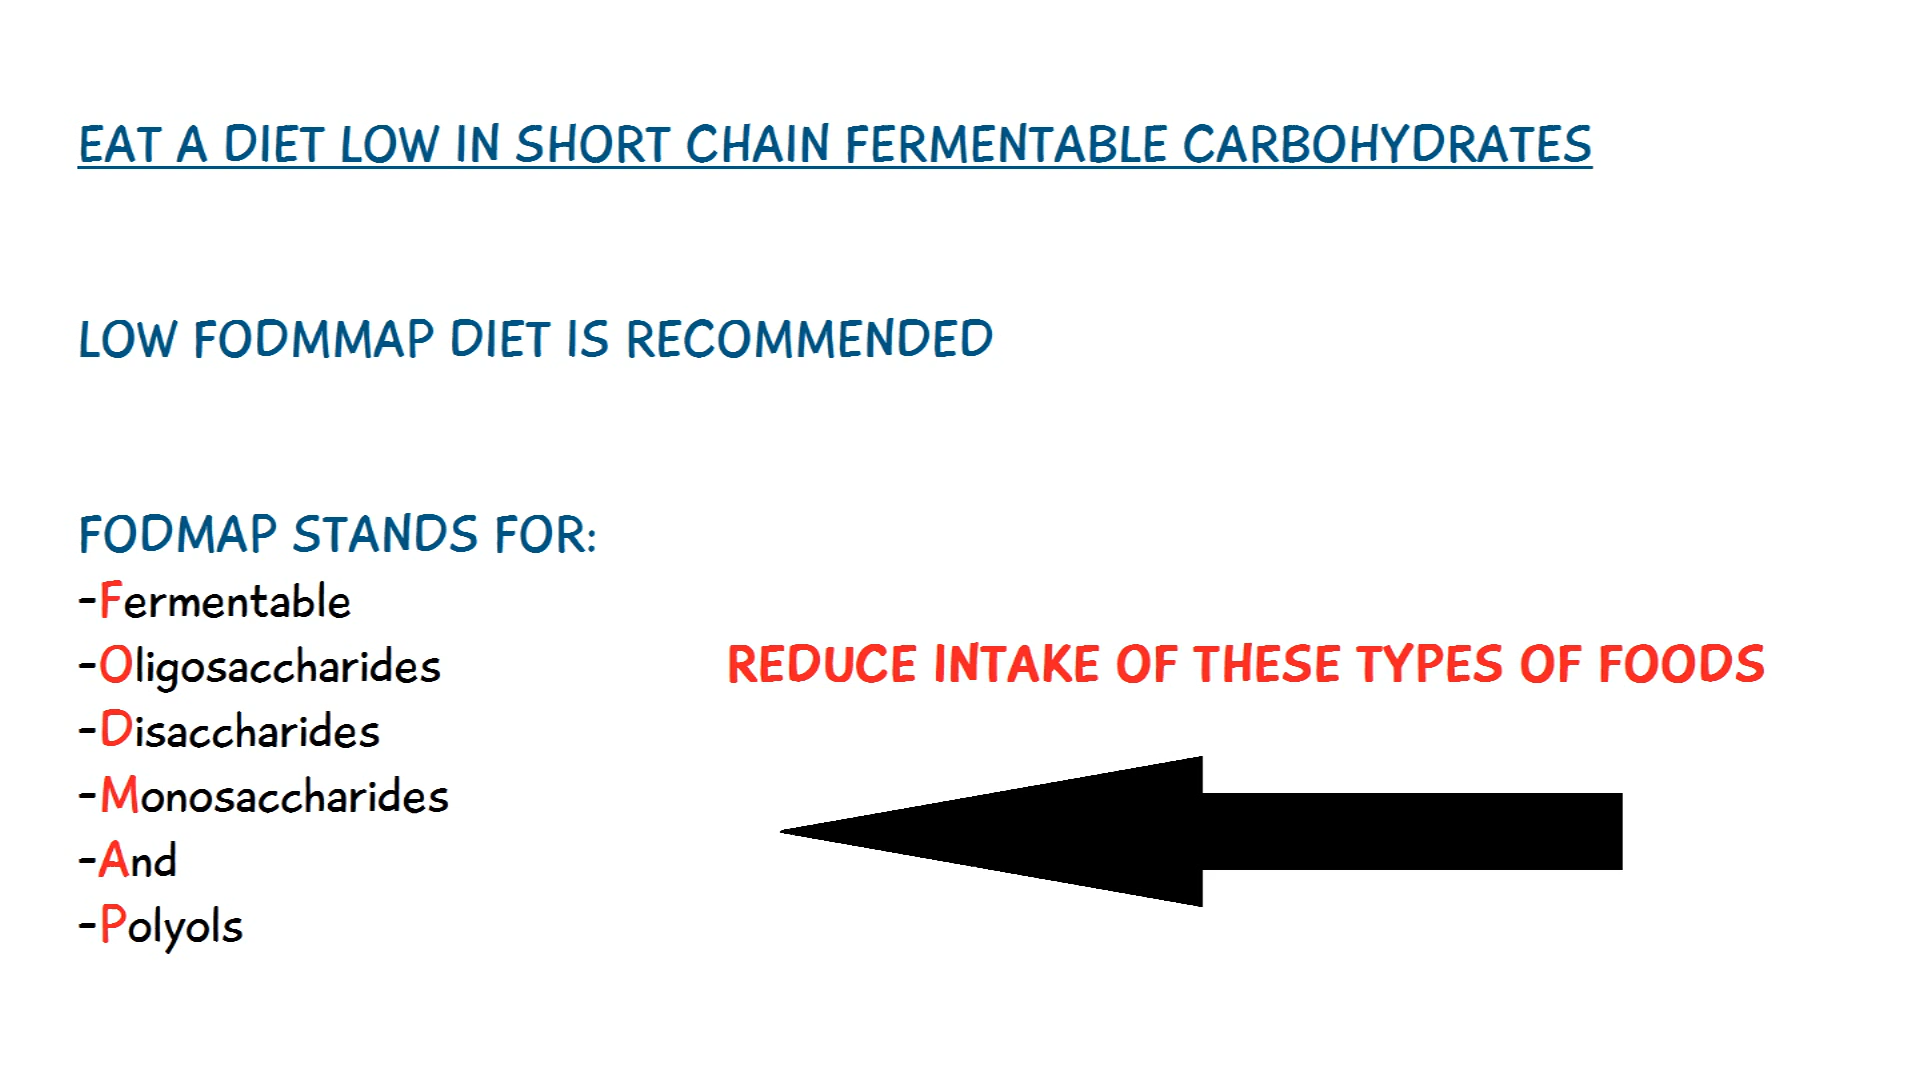 EAT A DIET LOW IN SHORT CHAIN FERMENTABLE CARBOHYDRATES
LOW FODMMAP DIET IS RECOMMENDED
FODMAP STANDS FOR:
-Fermentable
-Oligosaccharides
REDUCE INTAKE OF THESE TYPES OF FOODS
-Disaccharides
-Monosaccharides
-And
-Polyols